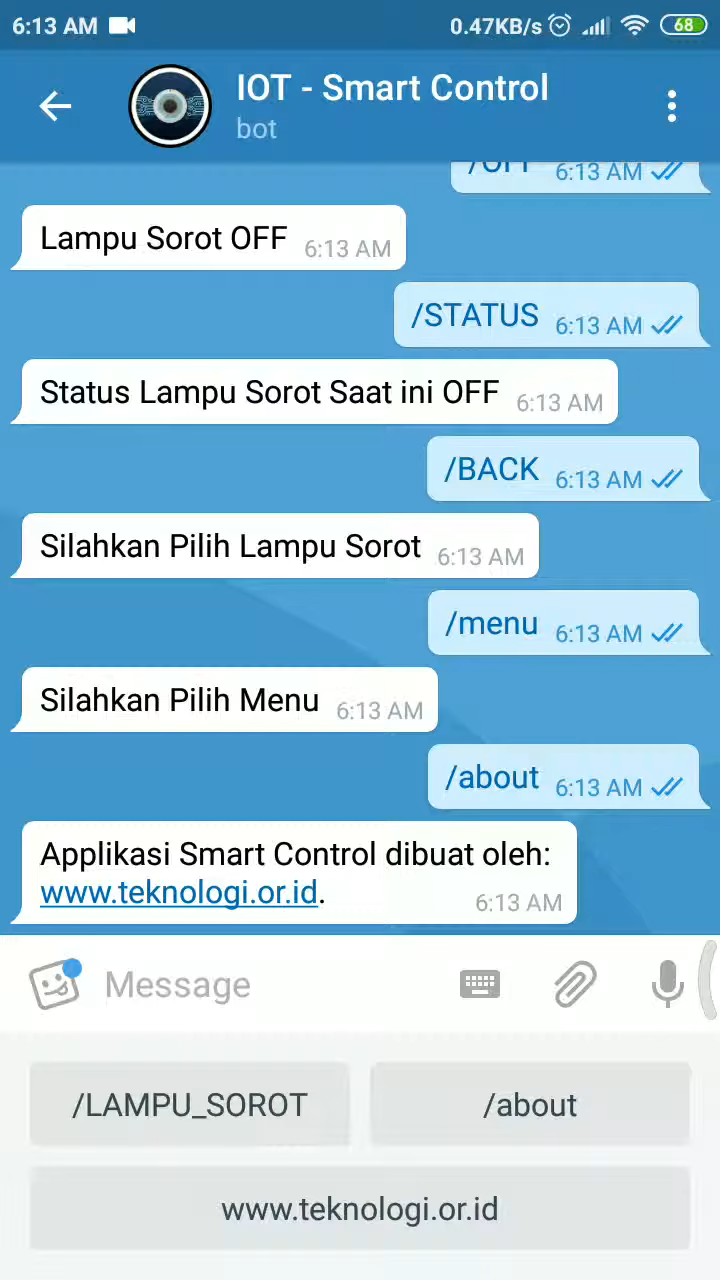 6:13 AM 0.47KB/s 68
IOT - Smart Control
bot
/OFF 6:13 AM
Lampu Sorot OFF 6:13 AM
/STATUS 6:13 AM
Status Lampu Sorot Saat ini OFF 6:13 AM
/BACK 6:13 AM
Silahkan Pilih Lampu Sorot 6:13 AM
/menu 6:13 AM
Silahkan Pilih Menu 6:13 AM
/about 6:13 AM
Applikasi Smart Control dibuat oleh:
www.teknologi.or.id. 6:13 AM
Message
/LAMPU_SOROT /about
www.teknologi.or.id